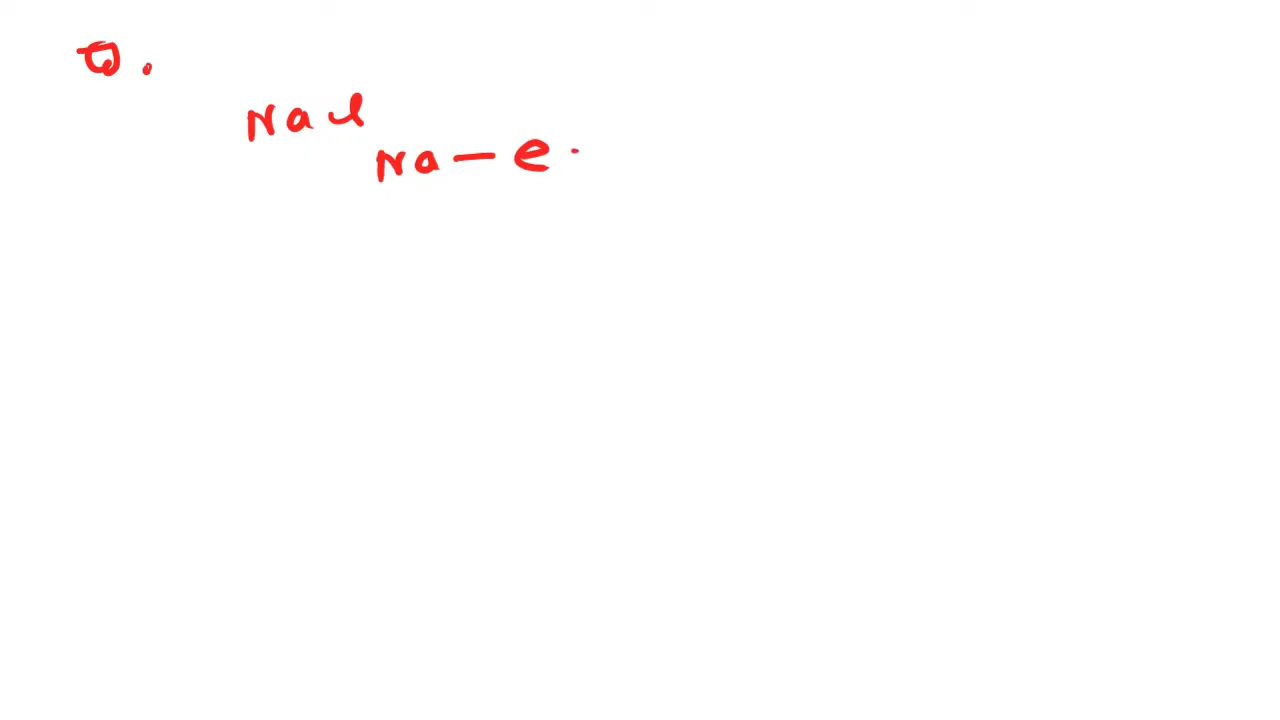 Q.
Nacl
Na — e